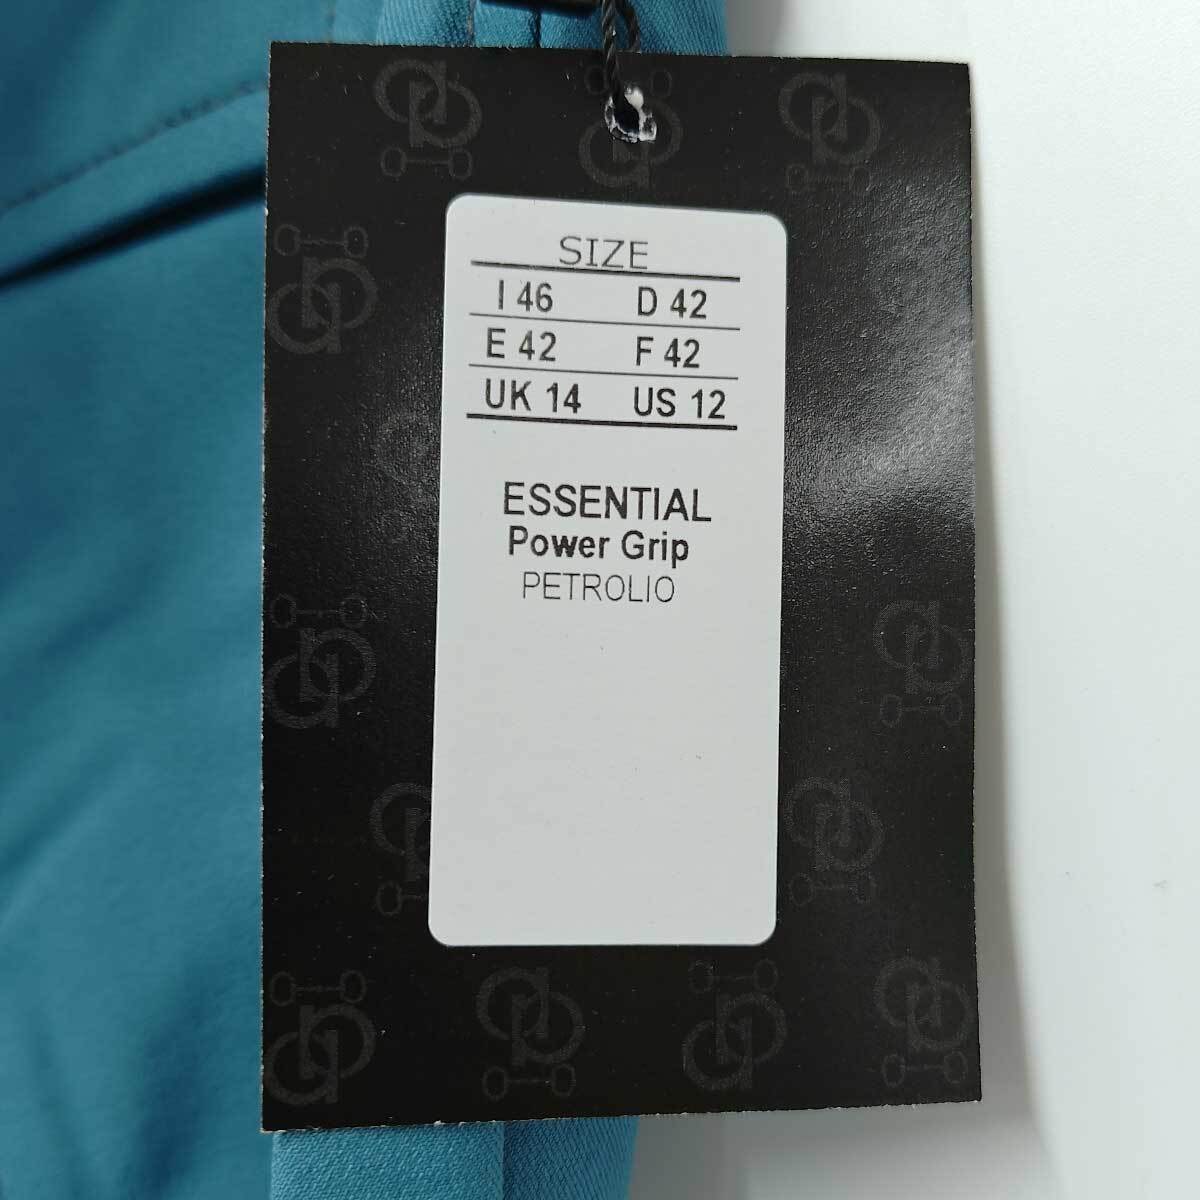 SIZE
I 46 D 42
E 42 F 42
UK 14 US 12
ESSENTIAL
Power Grip
PETROLIO